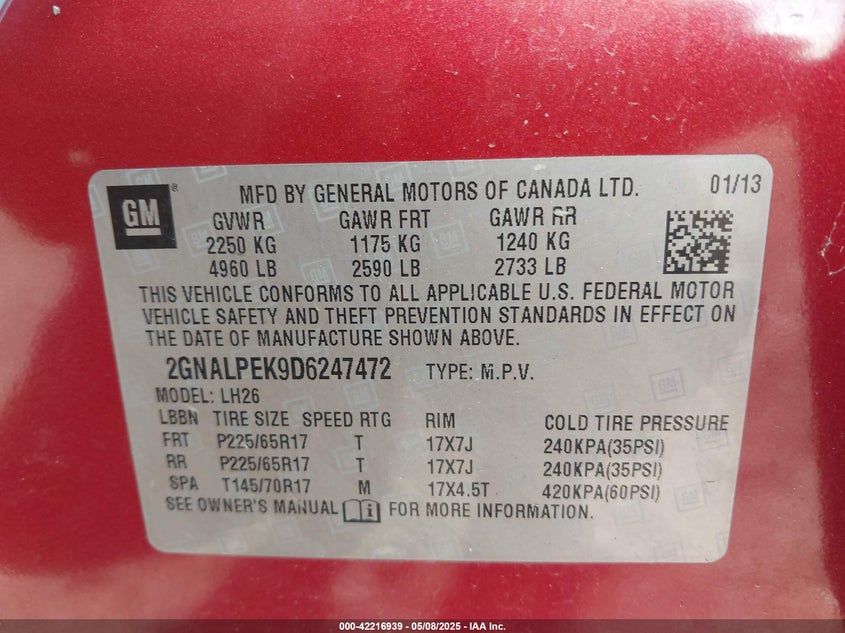 GM ® MFD BY GENERAL MOTORS OF CANADA LTD. 01/13
GVWR GAWR FRT GAWR RR
2250 KG 1175 KG 1240 KG
4960 LB 2590 LB 2733 LB
THIS VEHICLE CONFORMS TO ALL APPLICABLE U.S. FEDERAL MOTOR
VEHICLE SAFETY AND THEFT PREVENTION STANDARDS IN EFFECT ON
THE DATE OF MANUFACTURE SHOWN ABOVE.
2GNALPEK9D6247472 TYPE: M.P.V.
MODEL: LH26
LBBN TIRE SIZE SPEED RTG RIM COLD TIRE PRESSURE
FRT P225/65R17 T 17X7J 240KPA(35PSI)
RR P225/65R17 T 17X7J 240KPA(35PSI)
SPA T145/70R17 M 17X4.5T 420KPA(60PSI)
SEE OWNER'S MANUAL i FOR MORE INFORMATION.
000-42216939 - 05/08/2025 - IAA Inc.